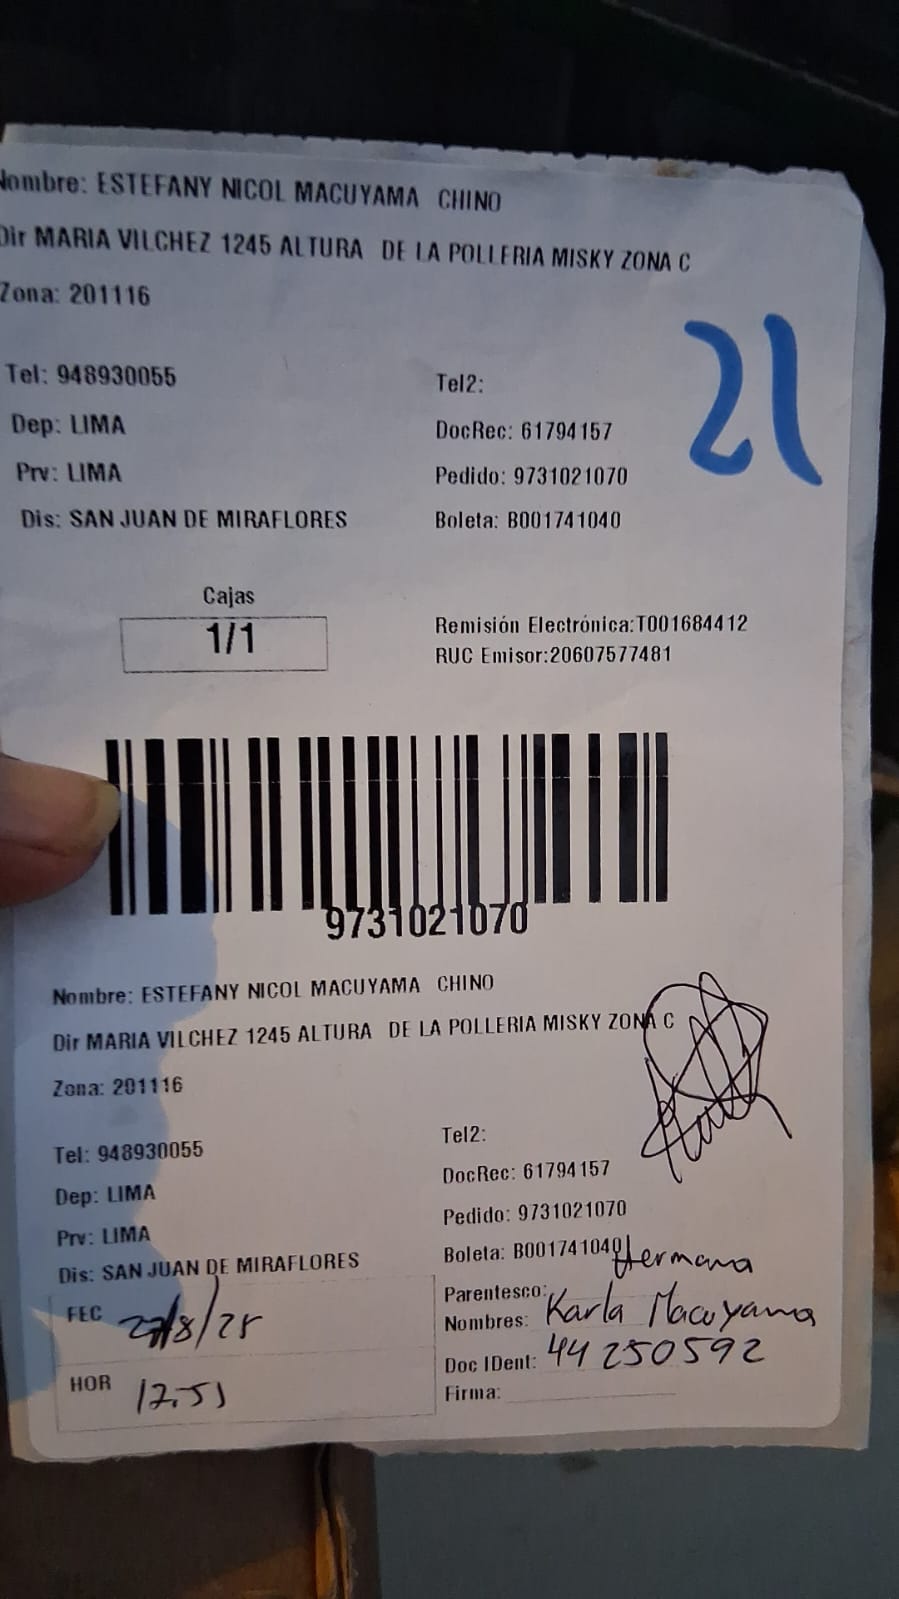 Nombre: ESTEFANY NICOL MACUYAMA CHINO
Dir MARIA VILCHEZ 1245 ALTURA DE LA POLLERIA MISKY ZONA C
Zona: 201116
21
Tel: 948930055
Tel2:
Dep: LIMA
DocRec: 61794157
Prv: LIMA
Pedido: 9731021070
Dis: SAN JUAN DE MIRAFLORES
Boleta: B001741040
Cajas
1/1
Remisión Electrónica:T001684412
RUC Emisor:20607577481
9731021070
Nombre: ESTEFANY NICOL MACUYAMA CHINO
Dir MARIA VILCHEZ 1245 ALTURA DE LA POLLERIA MISKY ZONA C
Zona: 201116
Tel: 948930055
Tel2:
Dep: LIMA
DocRec: 61794157
Prv: LIMA
Pedido: 9731021070
Dis: SAN JUAN DE MIRAFLORES
Boleta: B001741040
Parentesco: Hermana
Nombres: Karla Macuyama
Doc IDent: 44250592
Firma:
FEC
HOR 12:51